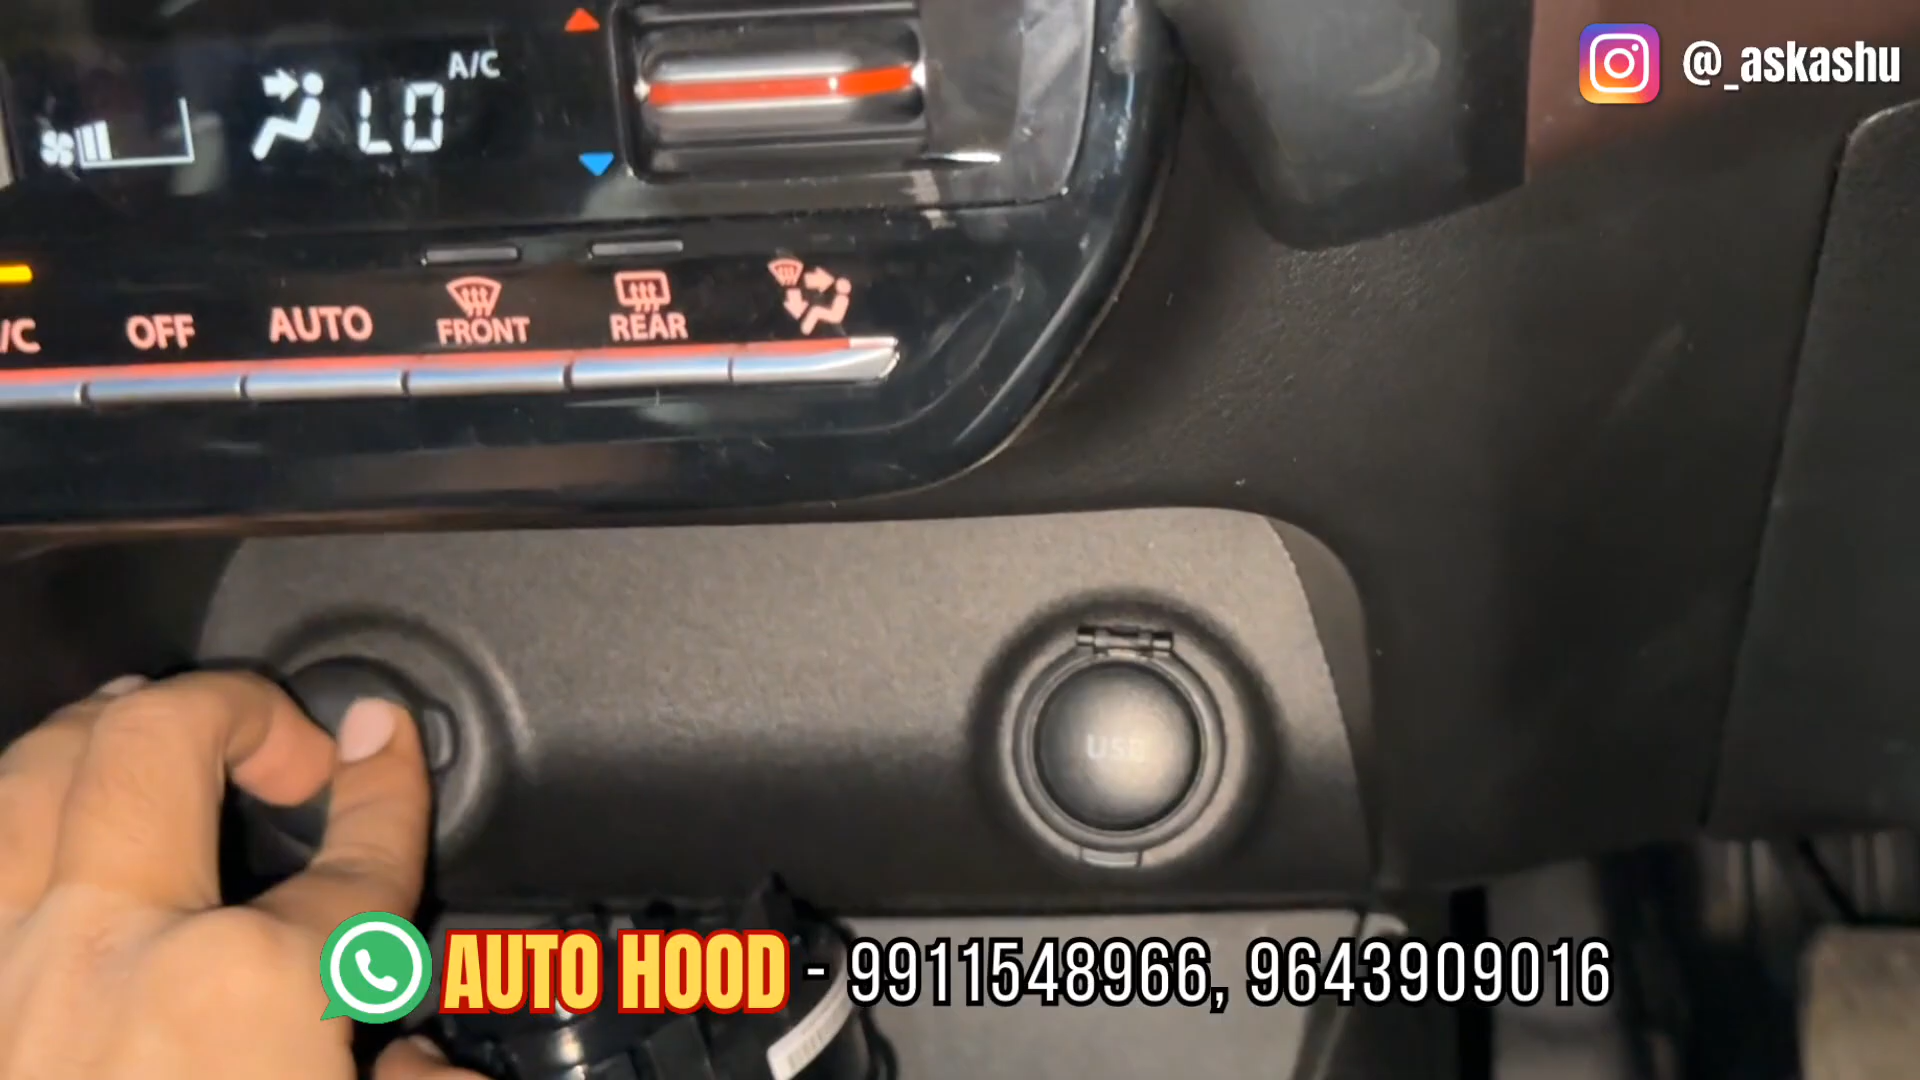 @_askashu
A/C
LO
/C OFF AUTO FRONT REAR
USB
AUTO HOOD - 9911548966, 9643909016